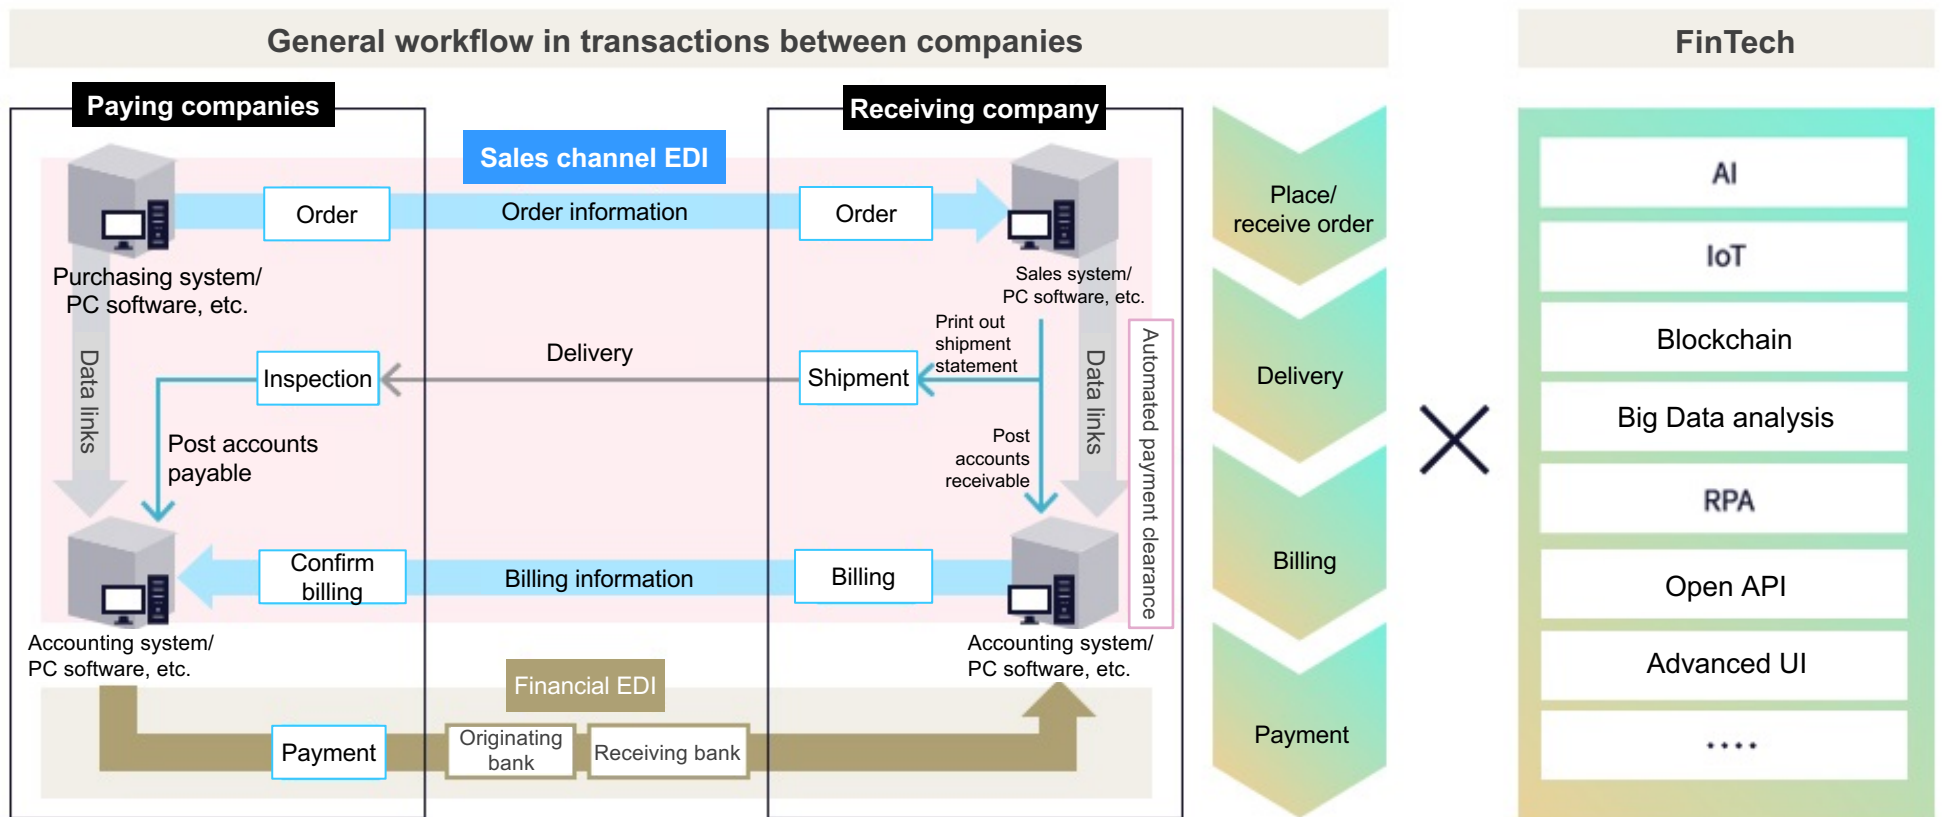 General workflow in transactions between companies
FinTech
Paying companies
Receiving company
Sales channel EDI
Order
Order information
Order
Purchasing system/
PC software, etc.
Sales system/
PC software, etc.
Data links
Inspection
Delivery
Shipment
Print out
shipment
statement
Data links
Automated payment clearance
Post accounts
payable
Post
accounts
receivable
Confirm
billing
Billing information
Billing
Accounting system/
PC software, etc.
Accounting system/
PC software, etc.
Financial EDI
Payment
Originating
bank
Receiving bank
Place/
receive order
Delivery
Billing
Payment
AI
IoT
Blockchain
Big Data analysis
RPA
Open API
Advanced UI
....